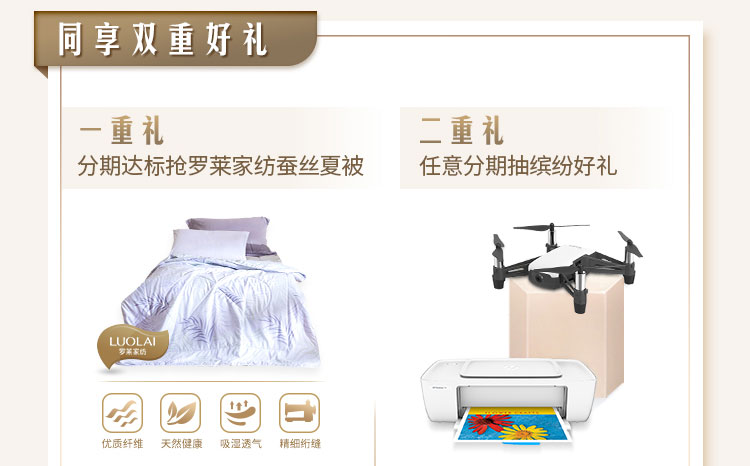 同享双重好礼
一重礼
分期达标抢罗莱家纺蚕丝夏被
二重礼
任意分期抽缤纷好礼
LUOLAI
罗莱家纺
优质纤维
天然健康
吸湿透气
精细绗缝